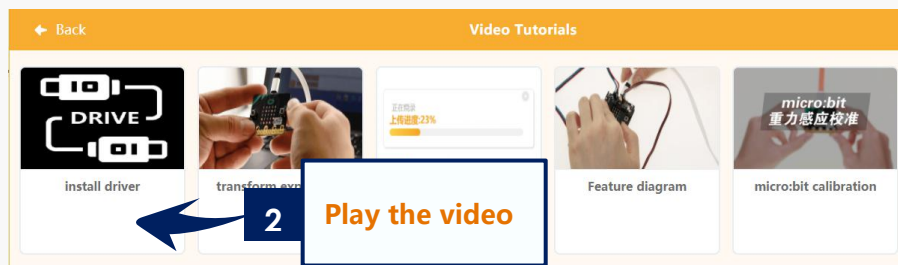 Back
Video Tutorials
DRIVE
上传进度:23%
micro:bit
重力感应校准
install driver
transform
Feature diagram
micro:bit calibration
2
Play the video